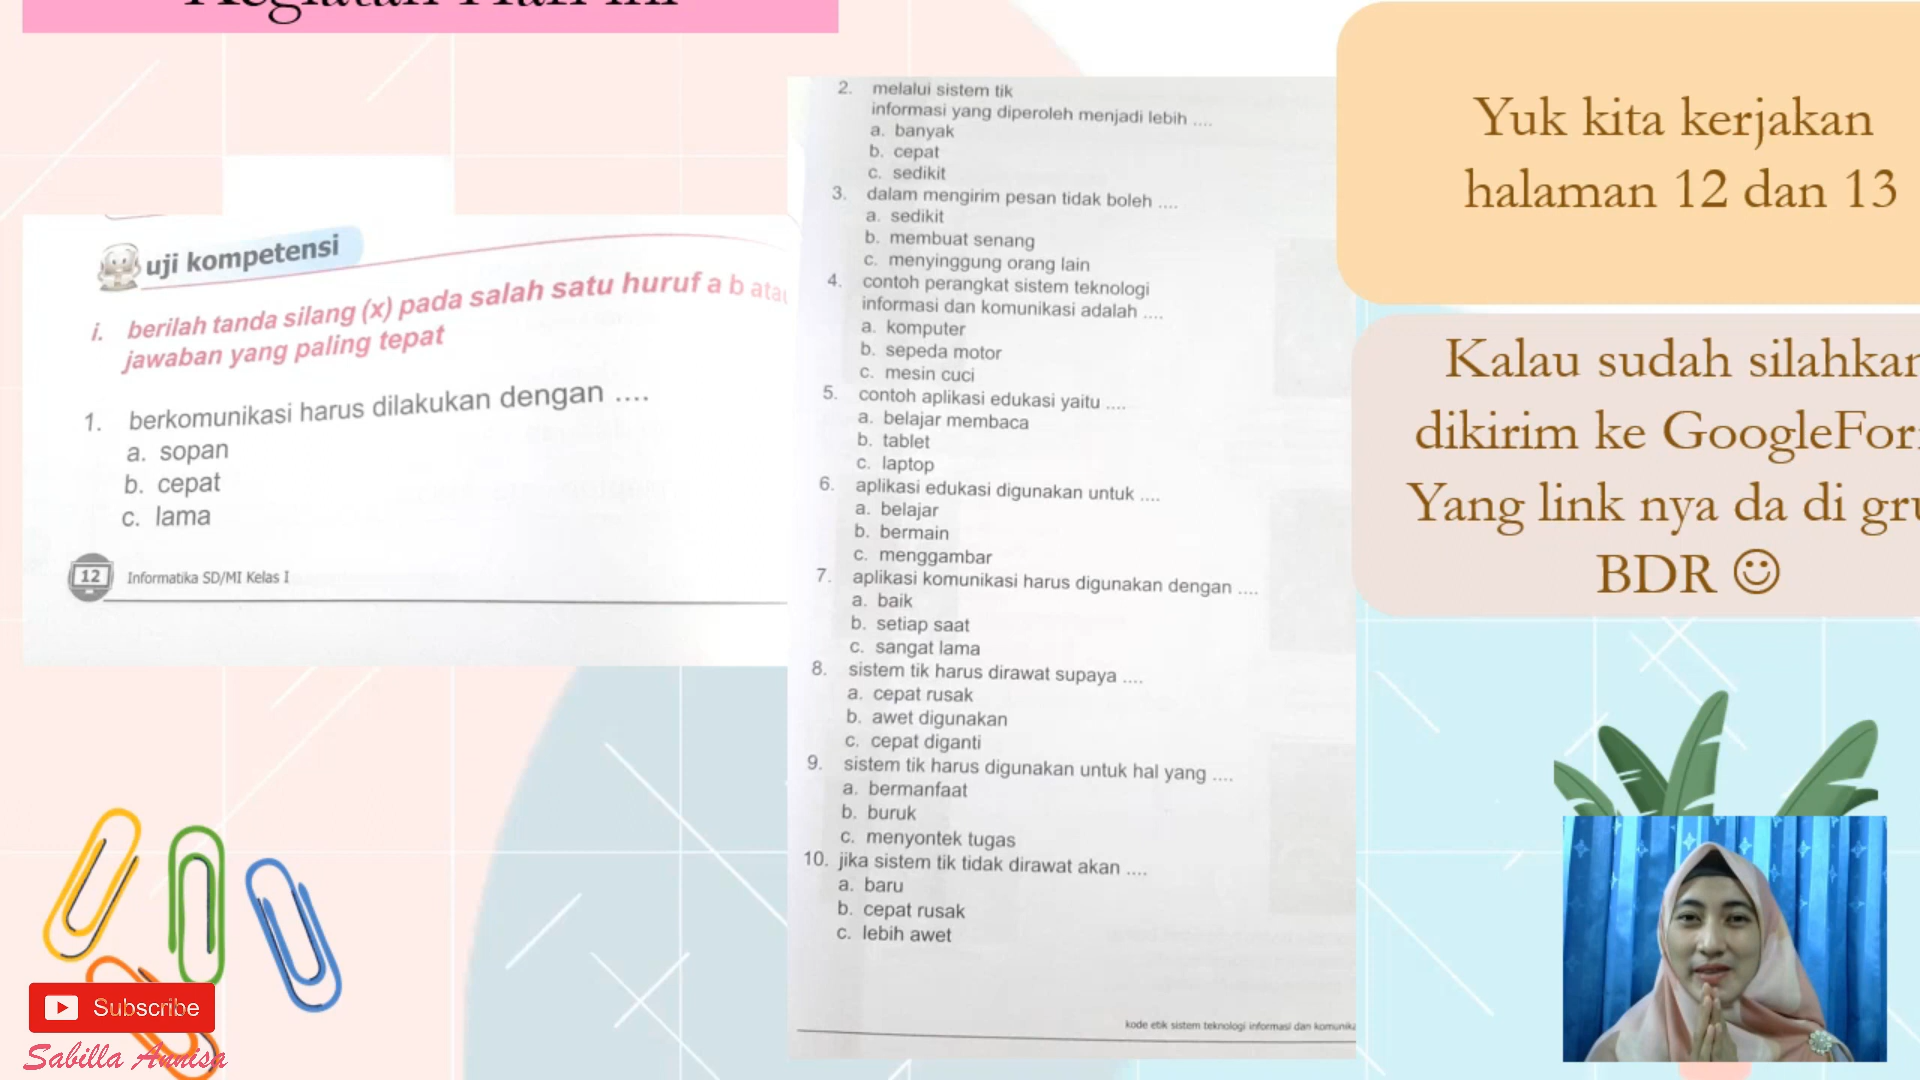 uji kompetensi
i. berilah tanda silang (x) pada salah satu huruf a b atau
jawaban yang paling tepat
1. berkomunikasi harus dilakukan dengan ....
a. sopan
b. cepat
c. lama
12 Informatika SD/MI Kelas I
2. melalui sistem tik
informasi yang diperoleh menjadi lebih ....
a. banyak
b. cepat
c. sedikit
3. dalam mengirim pesan tidak boleh ....
a. sedikit
b. membuat senang
c. menyinggung orang lain
4. contoh perangkat sistem teknologi
informasi dan komunikasi adalah ....
a. komputer
b. sepeda motor
c. mesin cuci
5. contoh aplikasi edukasi yaitu ....
a. belajar membaca
b. tablet
c. laptop
6. aplikasi edukasi digunakan untuk ....
a. belajar
b. bermain
c. menggambar
7. aplikasi komunikasi harus digunakan dengan ....
a. baik
b. setiap saat
c. sangat lama
8. sistem tik harus dirawat supaya ....
a. cepat rusak
b. awet digunakan
c. cepat diganti
9. sistem tik harus digunakan untuk hal yang ....
a. bermanfaat
b. buruk
c. menyontek tugas
10. jika sistem tik tidak dirawat akan ....
a. baru
b. cepat rusak
c. lebih awet
kode etik sistem teknologi informasi dan
Yuk kita kerjakan
halaman 12 dan 13
Kalau sudah silahkan
dikirim ke
Yang link nya da di
BDR ☺
Subscribe
Sabilla Annisa